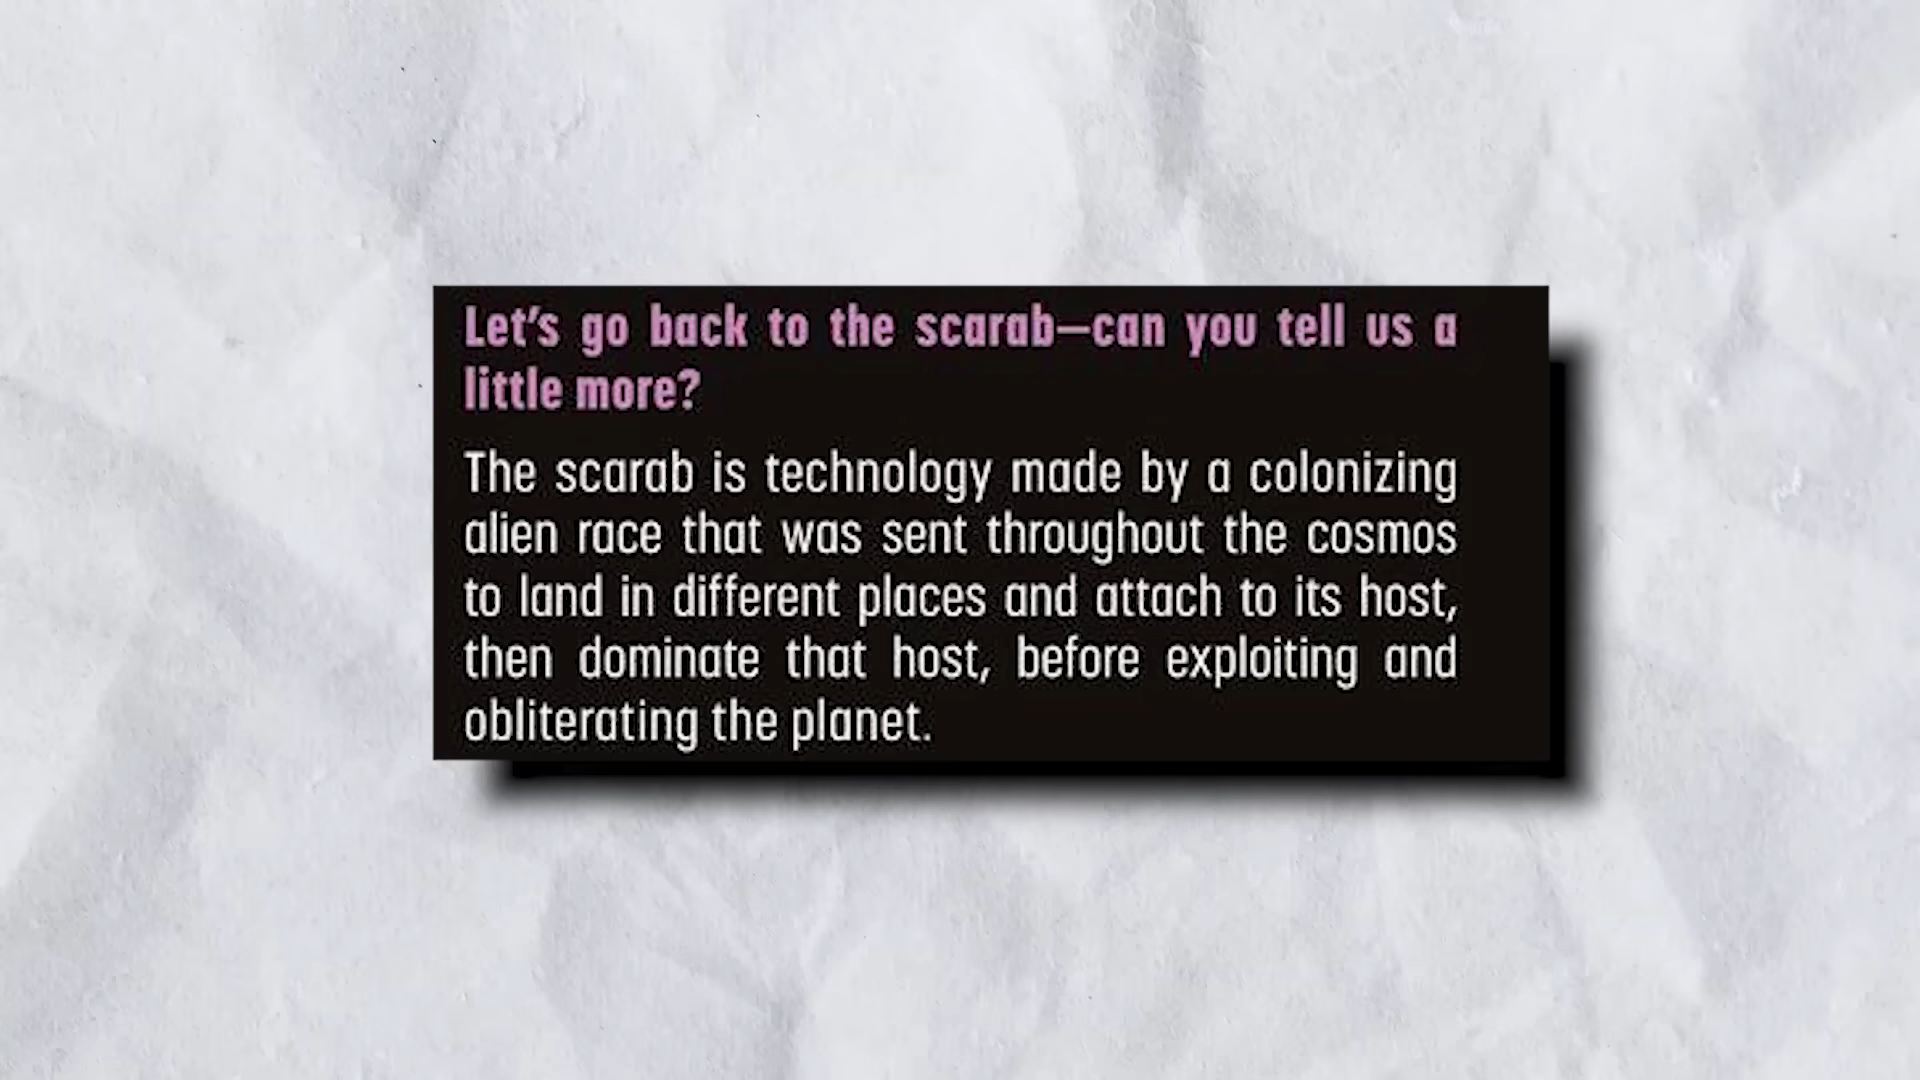 Let's go back to the scarab—can you tell us a
little more?
The scarab is technology made by a colonizing
alien race that was sent throughout the cosmos
to land in different places and attach to its host,
then dominate that host, before exploiting and
obliterating the planet.